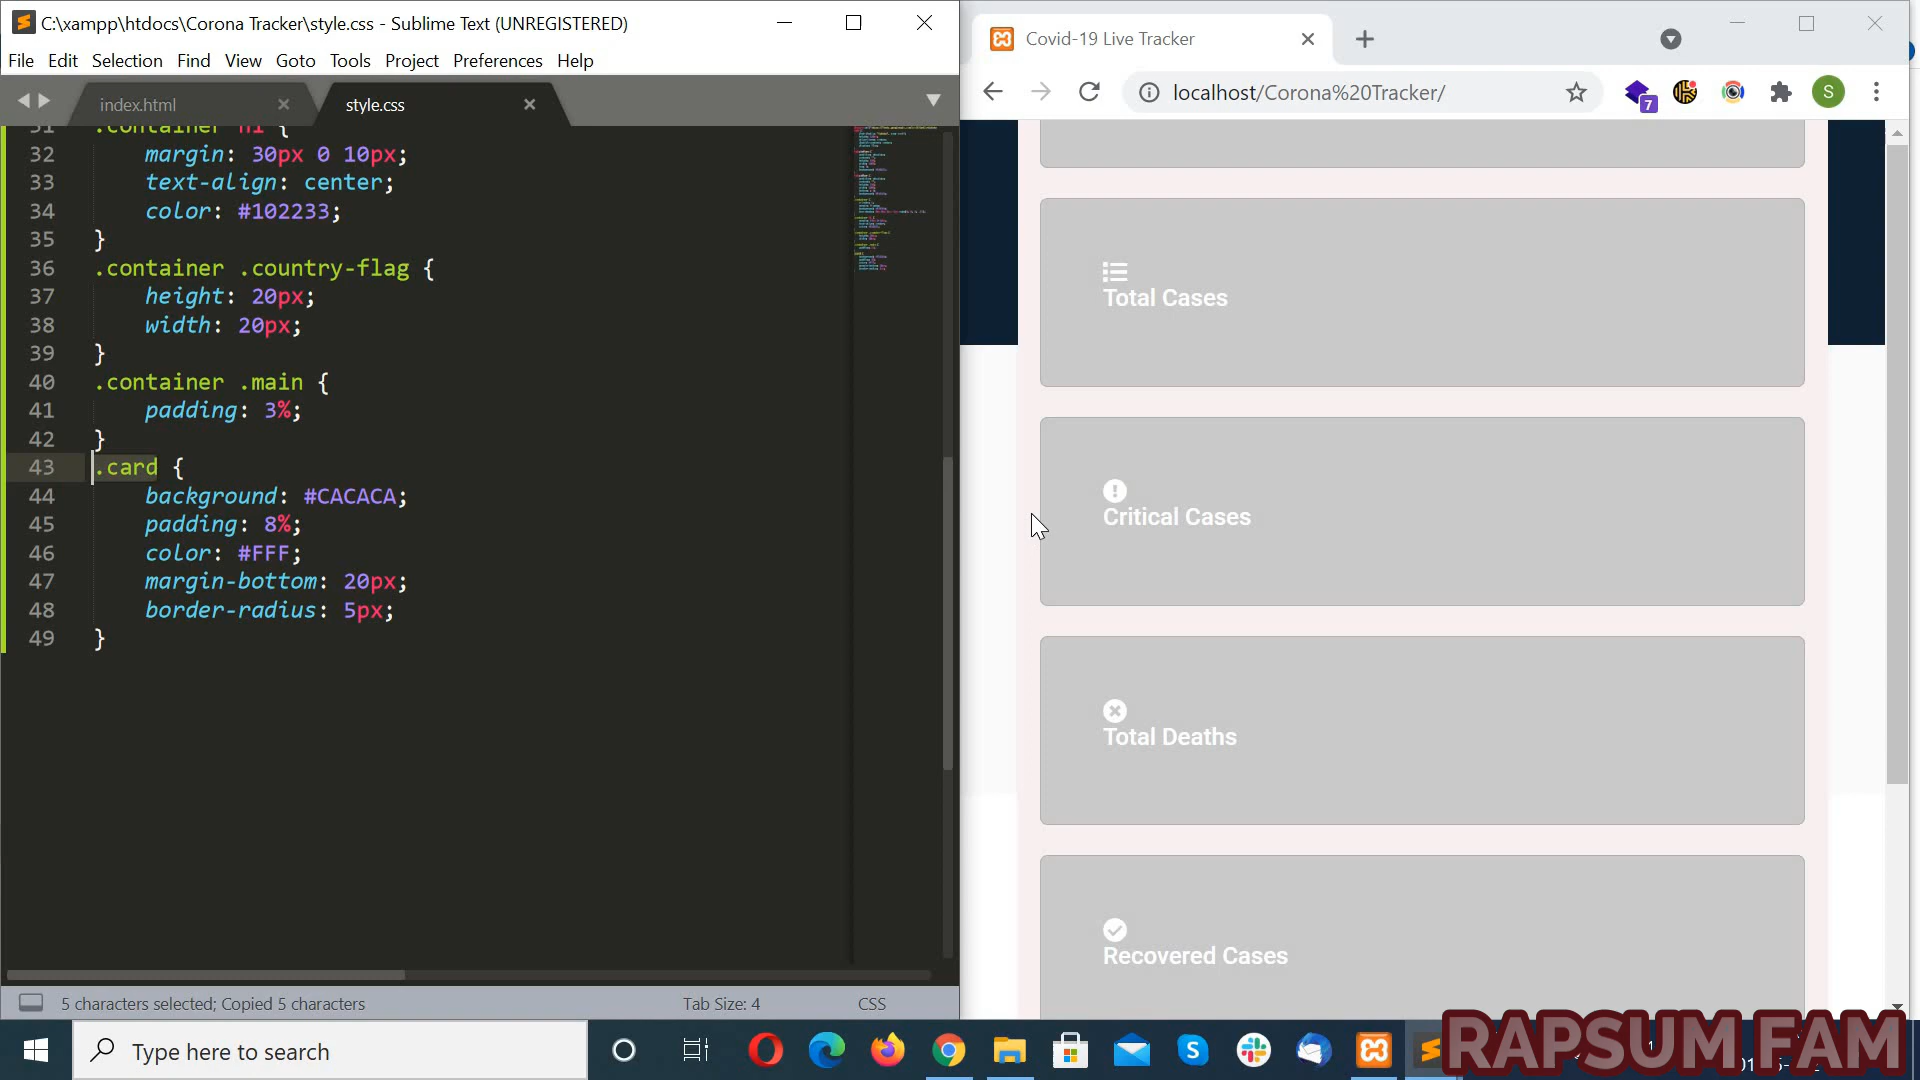 C:\xampp\htdocs\Corona Tracker\style.css - Sublime Text (UNREGISTERED)
File Edit Selection Find View Goto Tools Project Preferences Help
index.html
style.css
.container h1 {
32 margin: 30px 0 10px;
33 text-align: center;
34 color: #102233;
35 }
36 .container .country-flag {
37 height: 20px;
38 width: 20px;
39 }
40 .container .main {
41 padding: 3%;
42 }
43 .card {
44 background: #CACACA;
45 padding: 8%;
46 color: #FFF;
47 margin-bottom: 20px;
48 border-radius: 5px;
49 }
5 characters selected; Copied 5 characters
Tab Size: 4
CSS
Covid-19 Live Tracker
localhost/Corona%20Tracker/
7
S
Total Cases
Critical Cases
Total Deaths
Recovered Cases
Type here to search
RAPSUM FAM